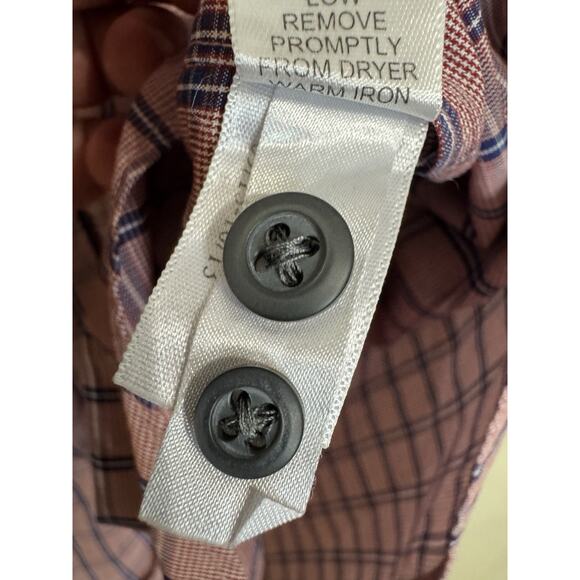 LOW
REMOVE
PROMPTLY
FROM DRYER
WARM IRON